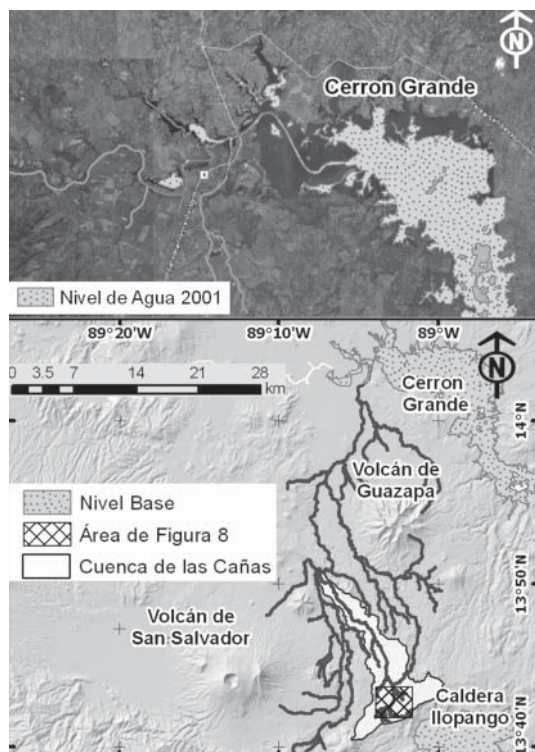 N
Cerron Grande
Nivel de Agua 2001
89°20'W 89°10'W 89°W
0 3.5 7 14 21 28
km
N
Cerron
Grande
14°N
Volcán de
Guazapa
Nivel Base
Área de Figura 8
Cuenca de las Cañas
13°50'N
Volcán de
San Salvador
Caldera
Ilopango
13°40'N